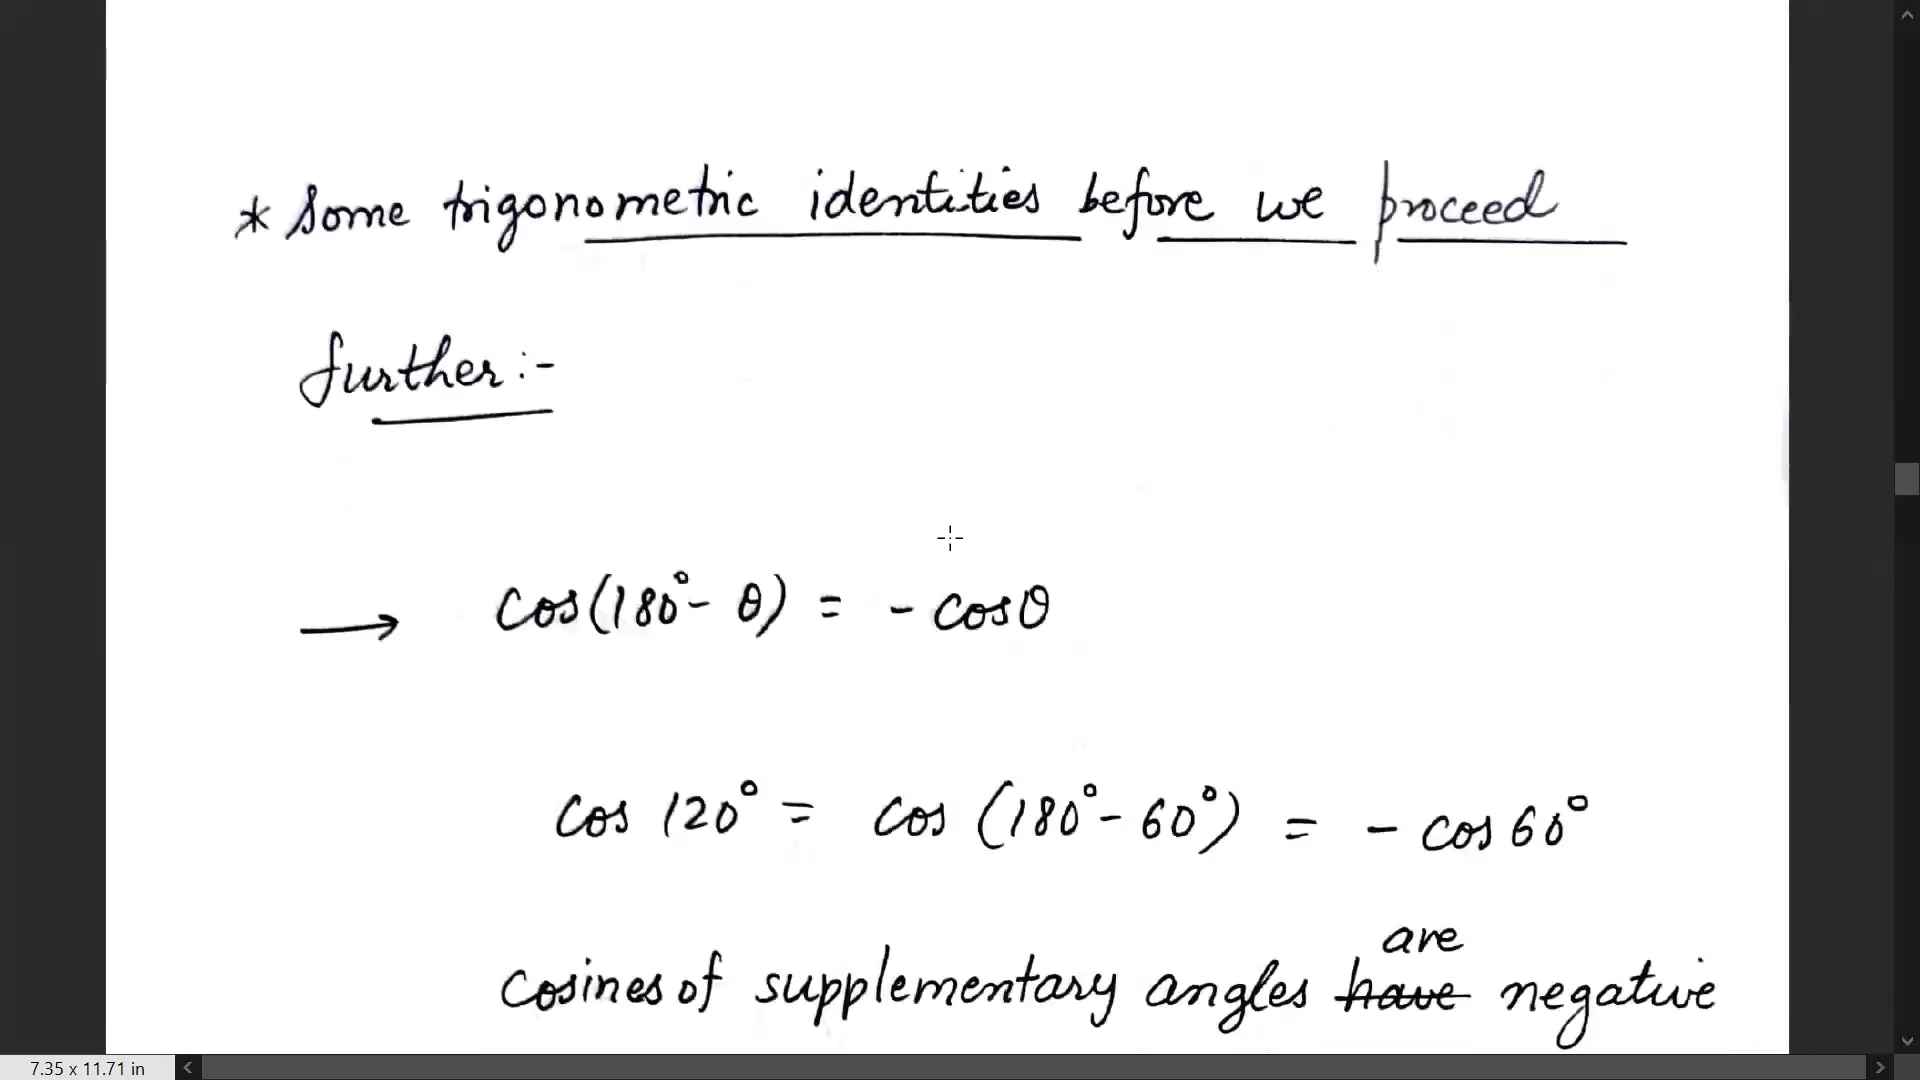 * Some trigonometric identities before we proceed
further :-
→ cos(180° - θ) = - cosθ
cos 120° = cos (180° - 60°) = - cos 60°
are
cosines of supplementary angles have negative
7.35 x 11.71 in